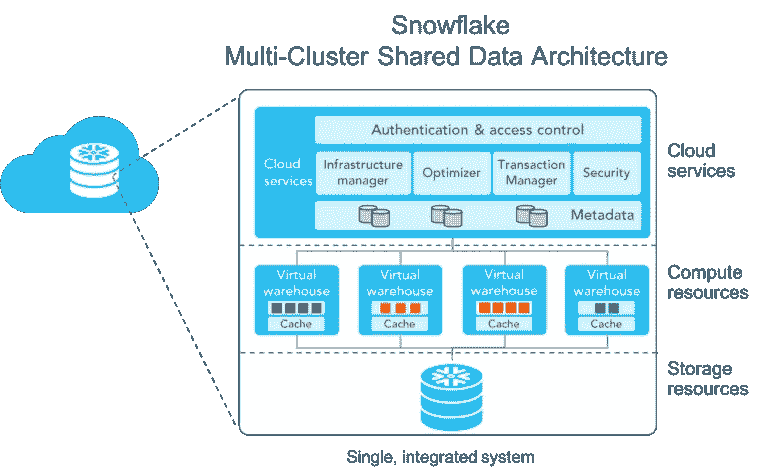 Snowflake
Multi-Cluster Shared Data Architecture
Authentication & access control
Cloud
services
Infrastructure
manager
Optimizer
Transaction
Manager
Security
Metadata
Cloud
services
Virtual
warehouse
Cache
Virtual
warehouse
Cache
Virtual
warehouse
Cache
Virtual
warehouse
Cache
Compute
resources
Storage
resources
Single, integrated system